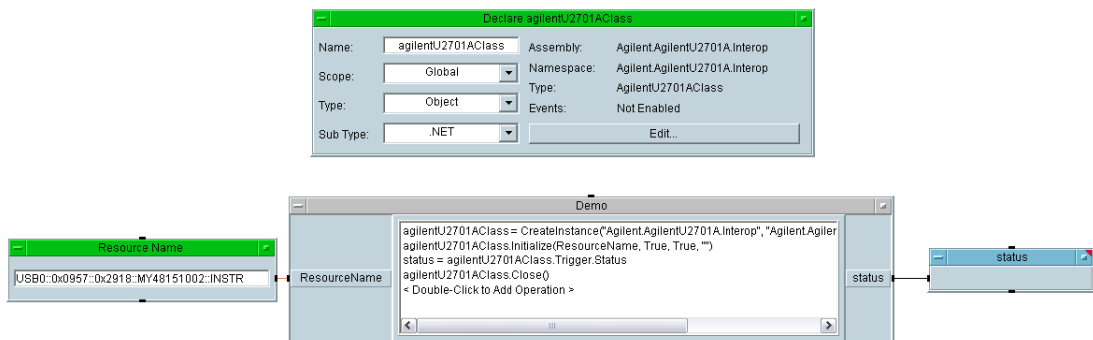 Declare agilentU2701AClass
Name: agilentU2701AClass Assembly: Agilent.AgilentU2701A.Interop
Scope: Global Namespace: Agilent.AgilentU2701A.Interop
Type: AgilentU2701AClass
Type: Object Events: Not Enabled
Sub Type: .NET Edit...
Demo
agilentU2701AClass = CreateInstance("Agilent.AgilentU2701A.Interop", "Agilent.Agiler
agilentU2701AClass.Initialize(ResourceName, True, True, "")
status = agilentU2701AClass.Trigger.Status
agilentU2701AClass.Close()
< Double-Click to Add Operation >
Resource Name
USB0::0x0957::0x2918::MY48151002::INSTR
ResourceName
status
status